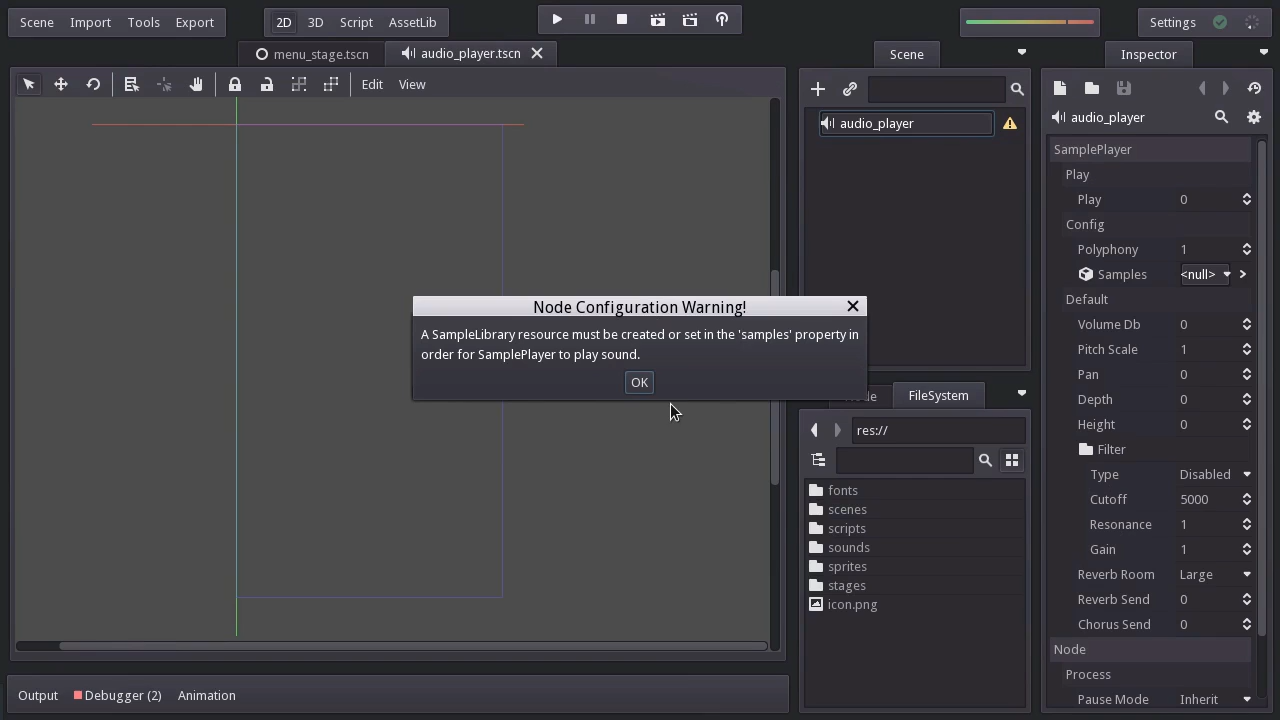 Scene Import Tools Export
2D 3D Script AssetLib
Settings
menu_stage.tscn
audio_player.tscn
Scene
Inspector
Edit View
audio_player
audio_player
SamplePlayer
Play
Play 0
Config
Polyphony 1
Samples <null>
Default
Volume Db 0
Pitch Scale 1
Pan 0
Depth 0
Height 0
Filter
Type Disabled
Cutoff 5000
Resonance 1
Gain 1
Reverb Room Large
Reverb Send 0
Chorus Send 0
Node
Process
Pause Mode Inherit
Node Configuration Warning!
A SampleLibrary resource must be created or set in the 'samples' property in
order for SamplePlayer to play sound.
OK
FileSystem
res://
fonts
scenes
scripts
sounds
sprites
stages
icon.png
Output Debugger (2) Animation